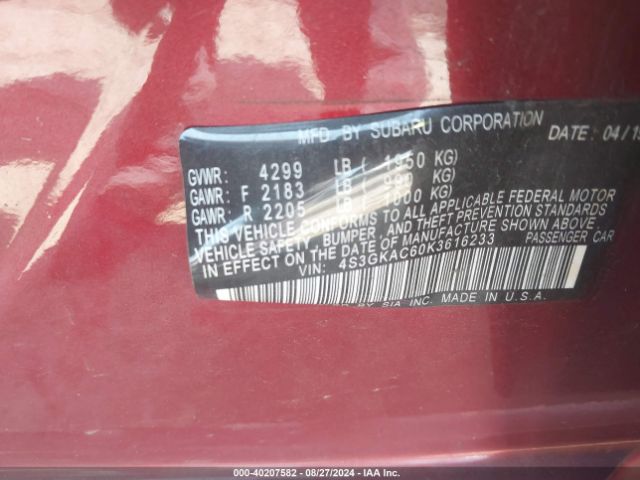 MFD. BY SUBARU CORPORATION DATE: 04/1
GVWR: 4299 LB ( 1950 KG)
GAWR: F 2183 LB ( 990 KG)
GAWR: R 2205 LB ( 1000 KG)
THIS VEHICLE CONFORMS TO ALL APPLICABLE FEDERAL MOTOR
VEHICLE SAFETY, BUMPER, AND THEFT PREVENTION STANDARDS
IN EFFECT ON THE DATE OF MANUFACTURE SHOWN ABOVE.
VIN: 4S3GKAC60K3616233 PASSENGER CAR
BY SIA INC. MADE IN U.S.A.
000-40207582 - 08/27/2024 - IAA Inc.